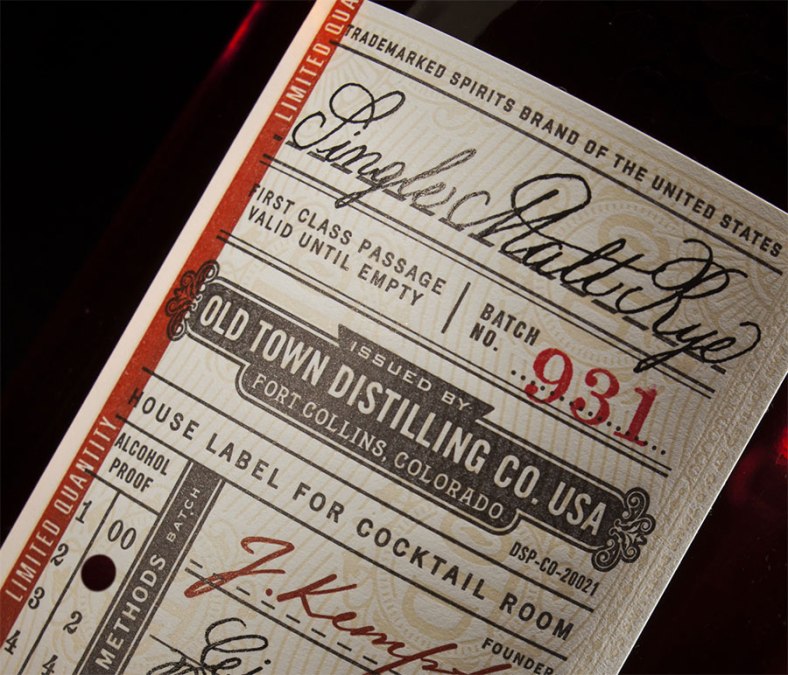 TRADEMARKED SPIRITS BRAND OF THE UNITED STATES
LIMITED
Single Malt Rye
FIRST CLASS PASSAGE
VALID UNTIL EMPTY
BATCH
NO.
931
ISSUED BY
OLD TOWN DISTILLING CO. USA
FORT COLLINS, COLORADO
DSP-CO-20021
HOUSE LABEL FOR COCKTAIL ROOM
LIMITED QUANTITY
ALCOHOL
PROOF
1 00
2
3 2
4 4
METHODS BATCH
J. Kemp
FOUNDER